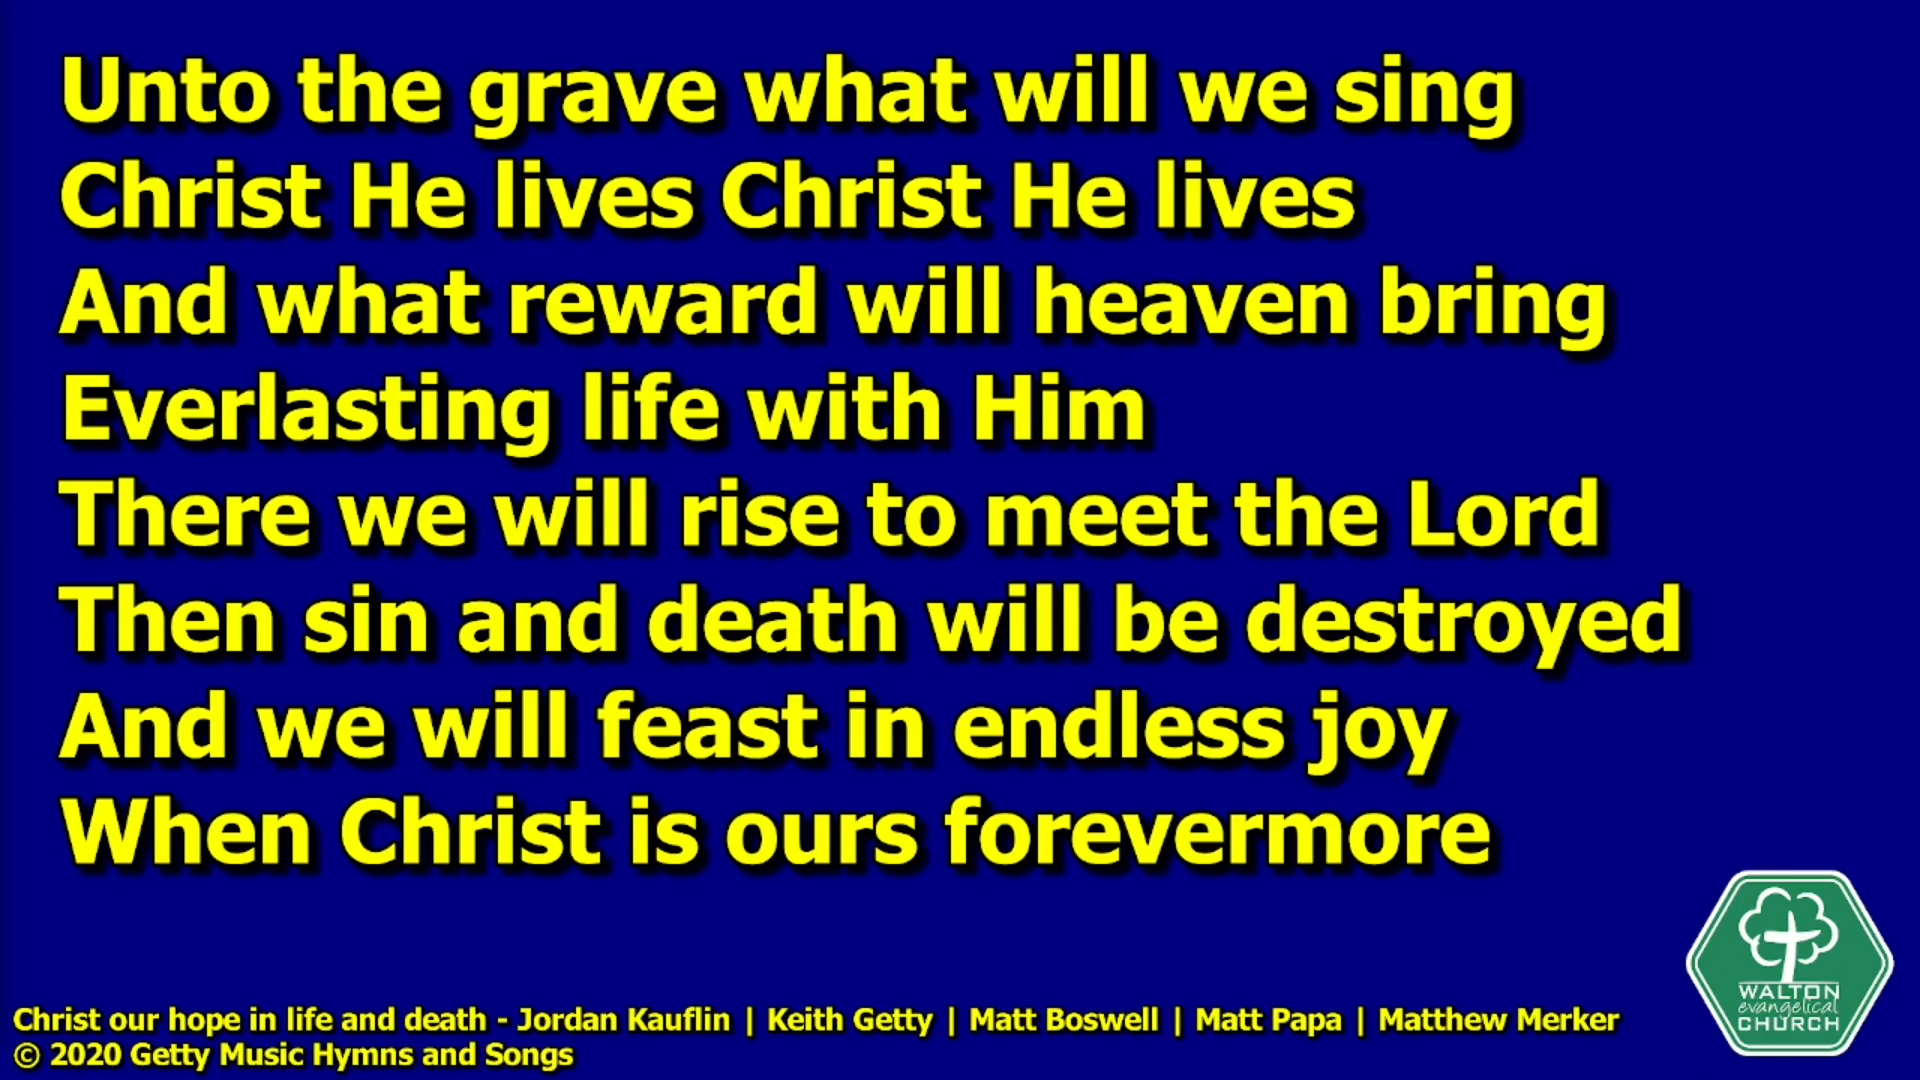 Unto the grave what will we sing
Christ He lives Christ He lives
And what reward will heaven bring
Everlasting life with Him
There we will rise to meet the Lord
Then sin and death will be destroyed
And we will feast in endless joy
When Christ is ours forevermore
Christ our hope in life and death - Jordan Kauflin | Keith Getty | Matt Boswell | Matt Papa | Matthew Merker
© 2020 Getty Music Hymns and Songs
WALTON
evangelical
CHURCH